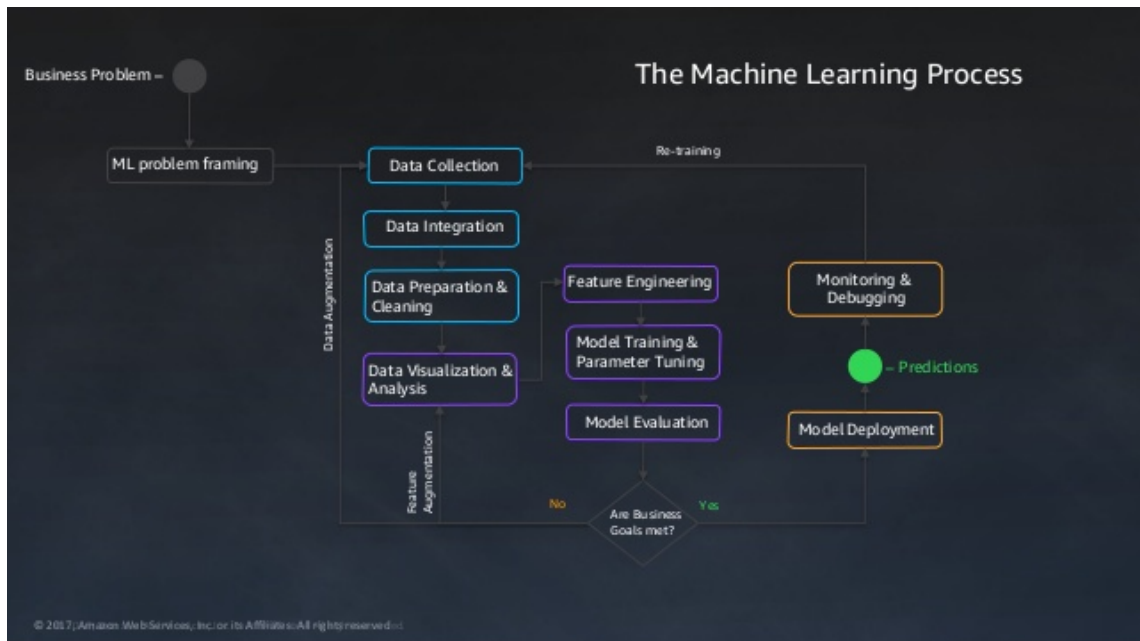 The Machine Learning Process
Business Problem –
ML problem framing
Data Collection
Re-training
Data Integration
Data Augmentation
Data Preparation &
Cleaning
Feature Engineering
Monitoring &
Debugging
Model Training &
Parameter Tuning
– Predictions
Data Visualization &
Analysis
Model Evaluation
Model Deployment
Feature
Augmentation
No
Are Business
Goals met?
Yes
© 2017, Amazon Web Services, Inc. or its Affiliates. All rights reserved